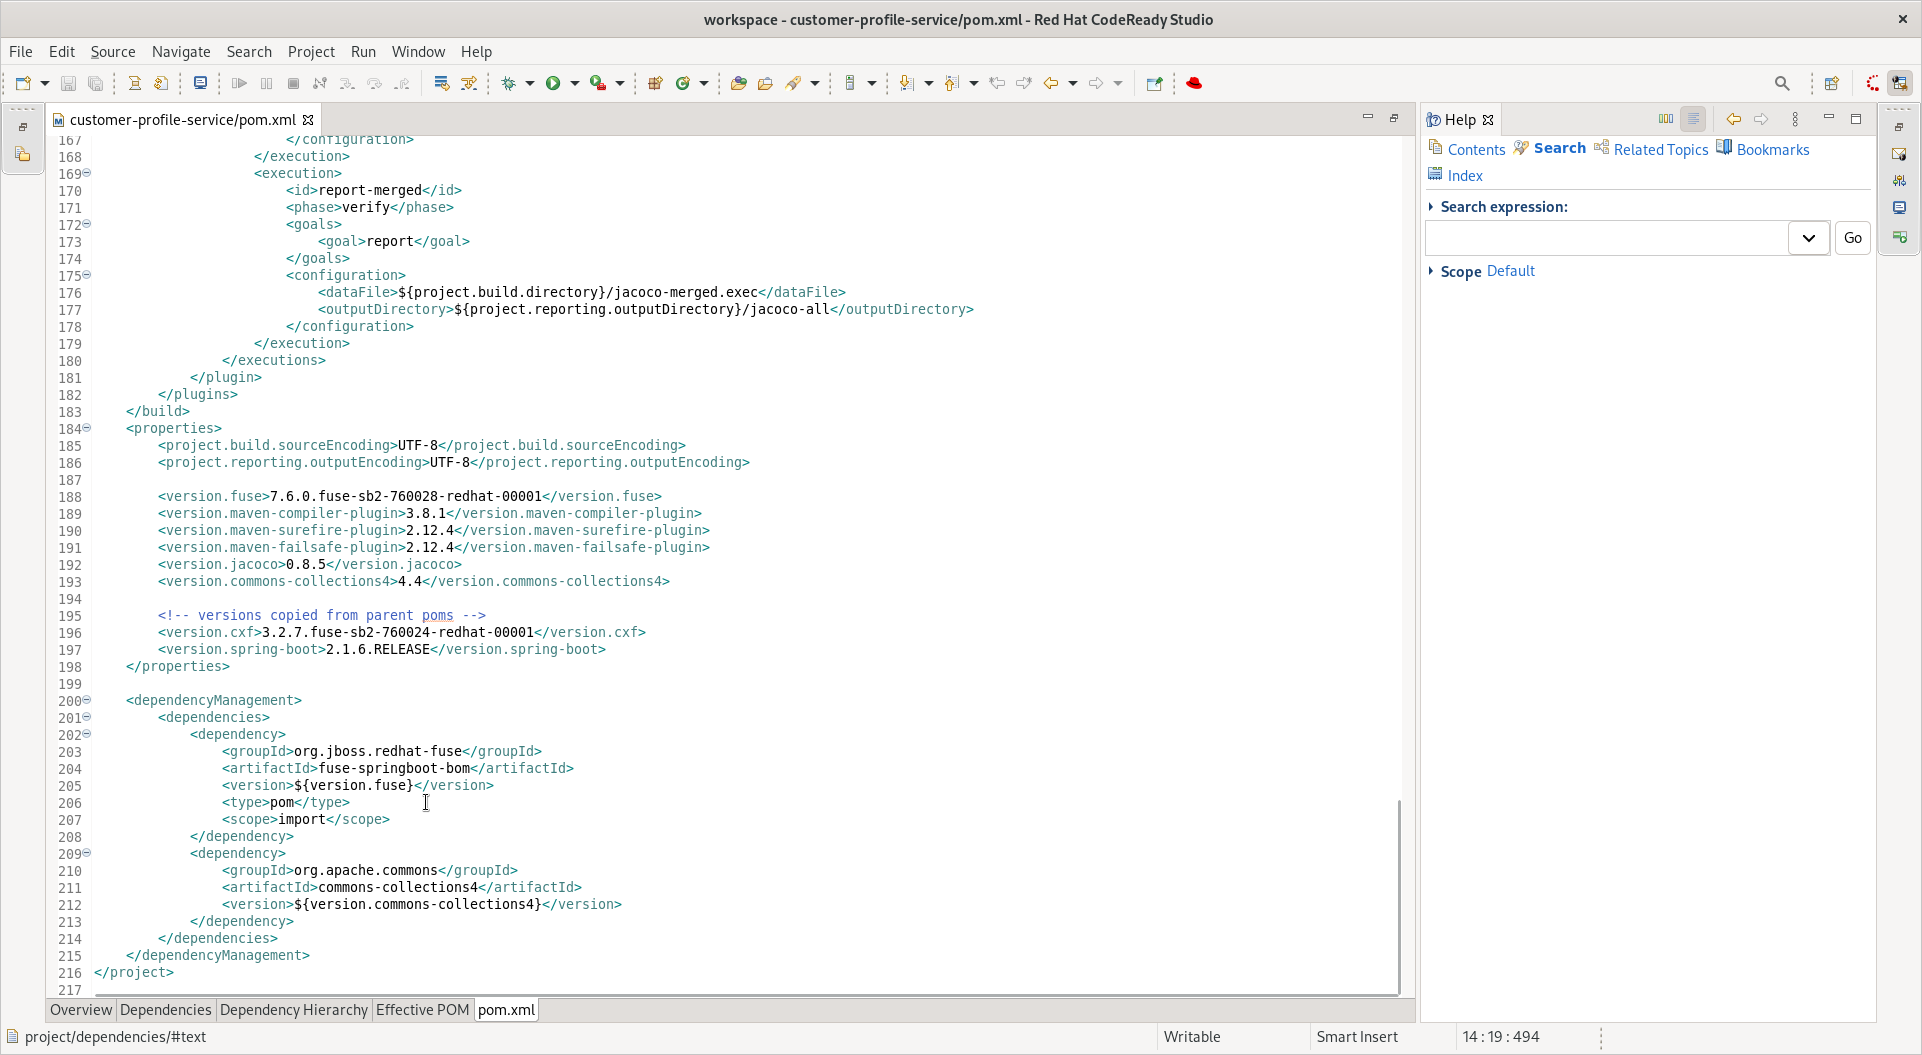 workspace - customer-profile-service/pom.xml - Red Hat CodeReady Studio
File Edit Source Navigate Search Project Run Window Help
customer-profile-service/pom.xml
167 </configuration>
168 </execution>
169 <execution>
170 <id>report-merged</id>
171 <phase>verify</phase>
172 <goals>
173 <goal>report</goal>
174 </goals>
175 <configuration>
176 <dataFile>${project.build.directory}/jacoco-merged.exec</dataFile>
177 <outputDirectory>${project.reporting.outputDirectory}/jacoco-all</outputDirectory>
178 </configuration>
179 </execution>
180 </executions>
181 </plugin>
182 </plugins>
183 </build>
184 <properties>
185 <project.build.sourceEncoding>UTF-8</project.build.sourceEncoding>
186 <project.reporting.outputEncoding>UTF-8</project.reporting.outputEncoding>
187
188 <version.fuse>7.6.0.fuse-sb2-760028-redhat-00001</version.fuse>
189 <version.maven-compiler-plugin>3.8.1</version.maven-compiler-plugin>
190 <version.maven-surefire-plugin>2.12.4</version.maven-surefire-plugin>
191 <version.maven-failsafe-plugin>2.12.4</version.maven-failsafe-plugin>
192 <version.jacoco>0.8.5</version.jacoco>
193 <version.commons-collections4>4.4</version.commons-collections4>
194
195 <!-- versions copied from parent poms -->
196 <version.cxf>3.2.7.fuse-sb2-760024-redhat-00001</version.cxf>
197 <version.spring-boot>2.1.6.RELEASE</version.spring-boot>
198 </properties>
199
200 <dependencyManagement>
201 <dependencies>
202 <dependency>
203 <groupId>org.jboss.redhat-fuse</groupId>
204 <artifactId>fuse-springboot-bom</artifactId>
205 <version>${version.fuse}</version>
206 <type>pom</type>
207 <scope>import</scope>
208 </dependency>
209 <dependency>
210 <groupId>org.apache.commons</groupId>
211 <artifactId>commons-collections4</artifactId>
212 <version>${version.commons-collections4}</version>
213 </dependency>
214 </dependencies>
215 </dependencyManagement>
216 </project>
217
Overview Dependencies Dependency Hierarchy Effective POM pom.xml
Help
Contents Search Related Topics Bookmarks
Index
Search expression:
Go
Scope Default
project/dependencies/#text Writable Smart Insert 14 : 19 : 494